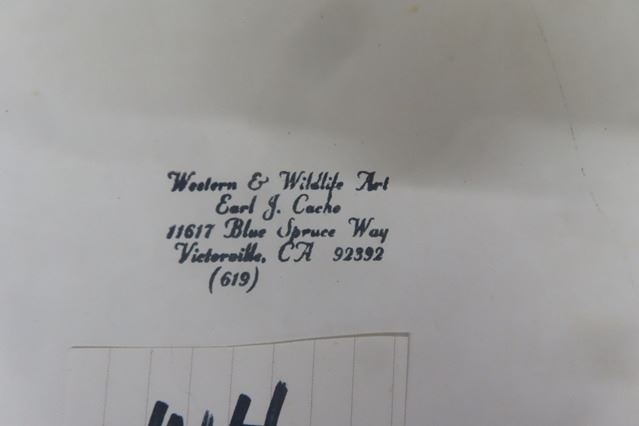 Western & Wildlife Art
Earl J. Cacho
11617 Blue Spruce Way
Victorville, CA 92392
(619)